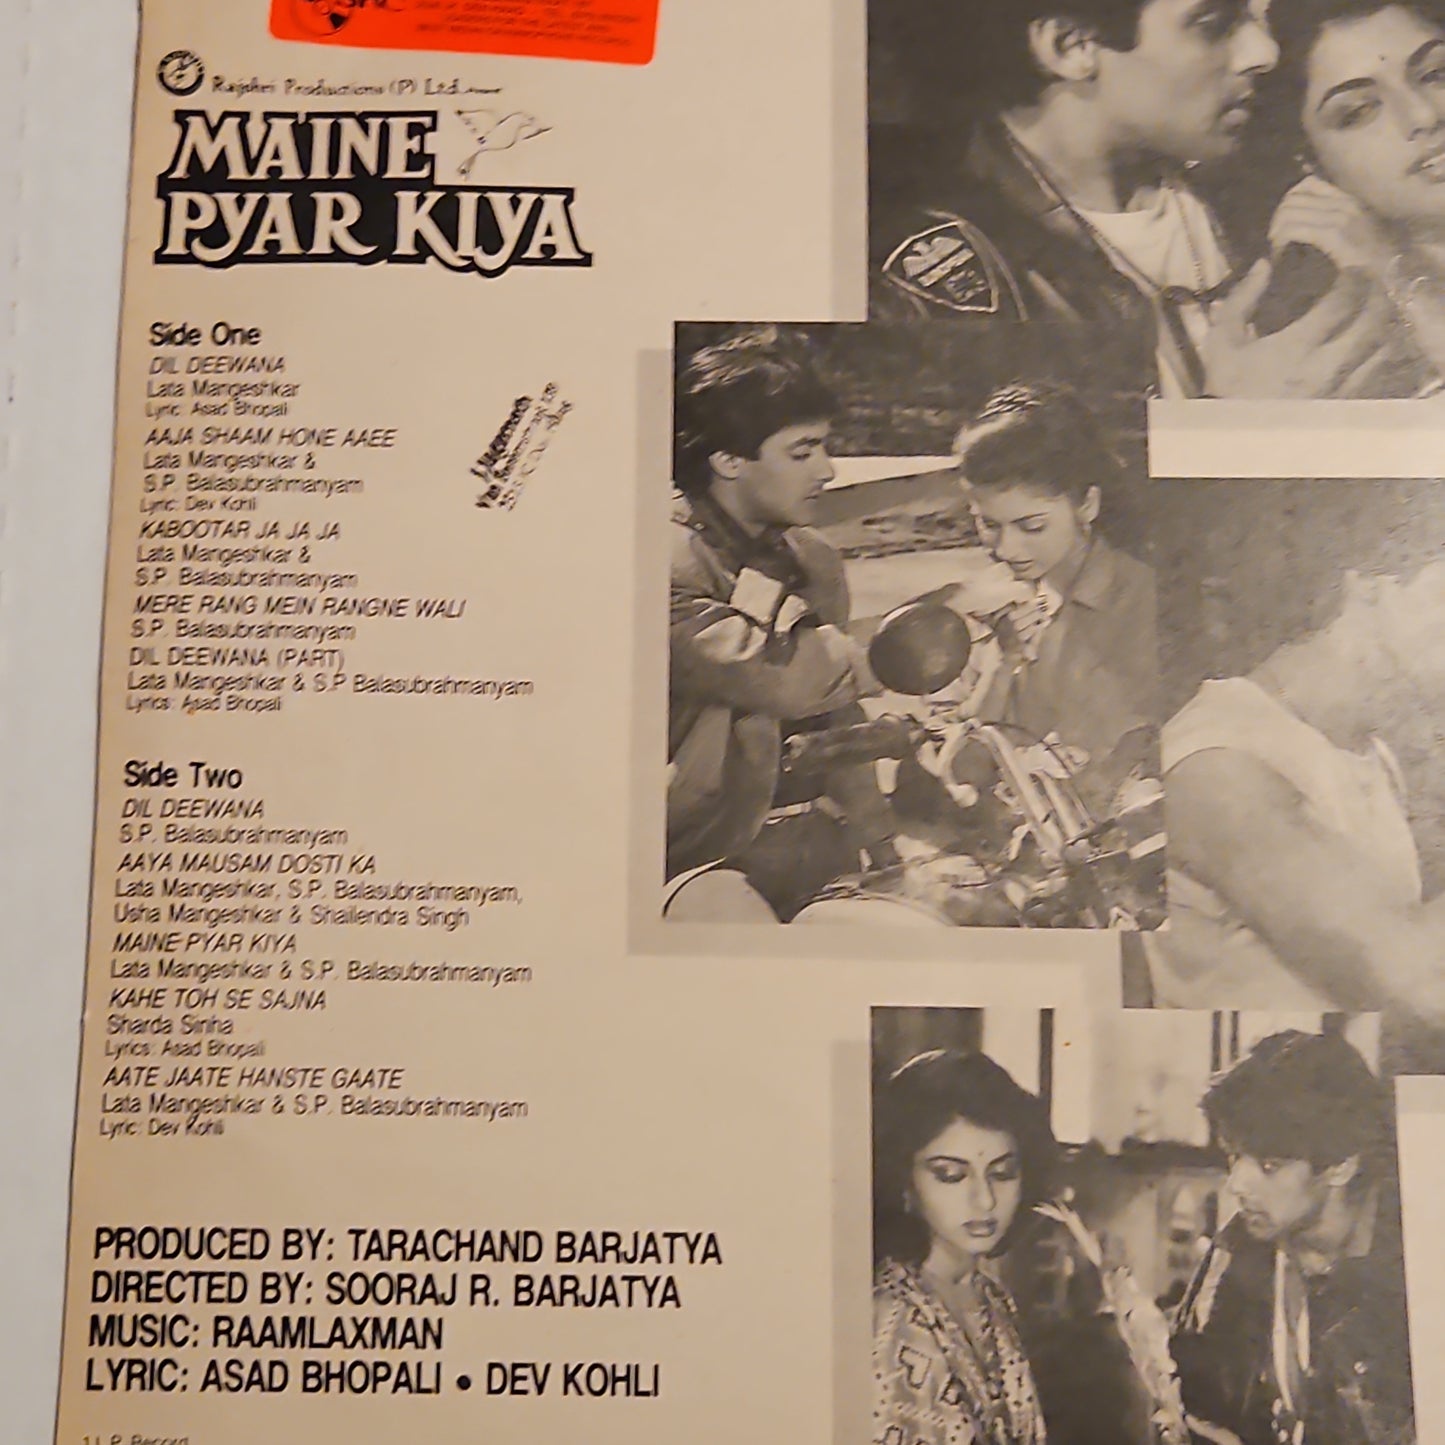 Rajshri Productions (P) Ltd.
MAINE
PYAR KIYA
Side One
DIL DEEWANA
Lata Mangeshkar
Lyric: Asad Bhopali
AAJA SHAAM HONE AAEE
Lata Mangeshkar &
S.P. Balasubrahmanyam
Lyric: Dev Kohli
KABOOTAR JA JA JA
Lata Mangeshkar &
S.P. Balasubrahmanyam
MERE RANG MEIN RANGNE WALI
S.P. Balasubrahmanyam
DIL DEEWANA (PART)
Lata Mangeshkar & S.P Balasubrahmanyam
Lyrics: Asad Bhopali
Side Two
DIL DEEWANA
S.P. Balasubrahmanyam
AAYA MAUSAM DOSTI KA
Lata Mangeshkar, S.P. Balasubrahmanyam,
Usha Mangeshkar & Shailendra Singh
MAINE PYAR KIYA
Lata Mangeshkar & S.P. Balasubrahmanyam
KAHE TOH SE SAJNA
Sharda Sinha
Lyrics: Asad Bhopali
AATE JAATE HANSTE GAATE
Lata Mangeshkar & S.P. Balasubrahmanyam
Lyric: Dev Kohli
PRODUCED BY: TARACHAND BARJATYA
DIRECTED BY: SOORAJ R. BARJATYA
MUSIC: RAAMLAXMAN
LYRIC: ASAD BHOPALI • DEV KOHLI
1 L.P. Record